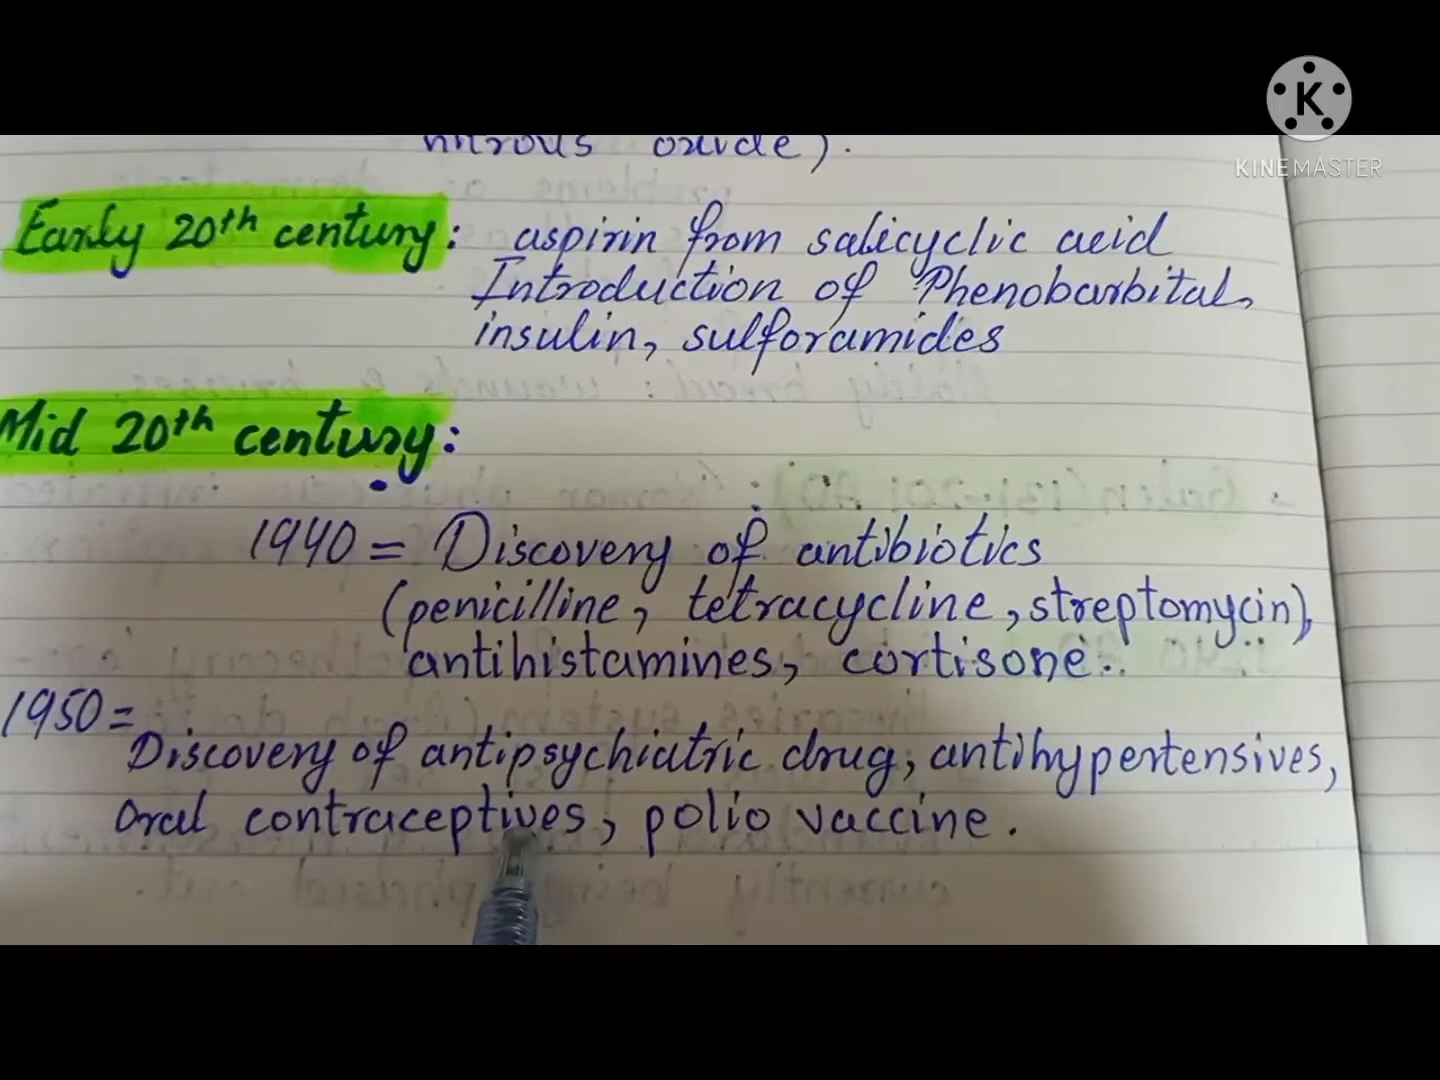 nitrous oxide).
K
KINEMASTER
Early 20th century: aspirin from salicyclic acid
Introduction of Phenobarbital,
insulin, sulforamides
Mid 20th century:
1940 = Discovery of antibiotics
(penicilline, tetracycline, streptomycin),
antihistamines, cortisone.
1950=
Discovery of antipsychiatric drug, antihypertensives,
oral contraceptives, polio vaccine.